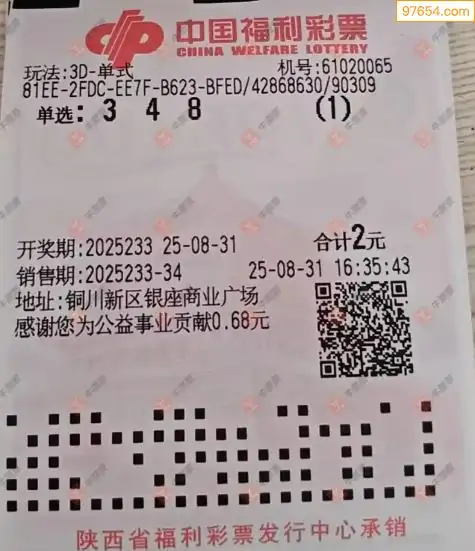 97654.com
中国福利彩票
CHINA WELFARE LOTTERY
玩法:3D-单式 机号:61020065
81EE-2FDC-EE7F-B623-BFED/42868630/90309
单选: 3 4 8 (1)
开奖期:2025233 25-08-31 合计2元
销售期:2025233-34 25-08-31 16:35:43
地址:铜川新区银座商业广场
感谢您为公益事业贡献0.68元
陕西省福利彩票发行中心承销